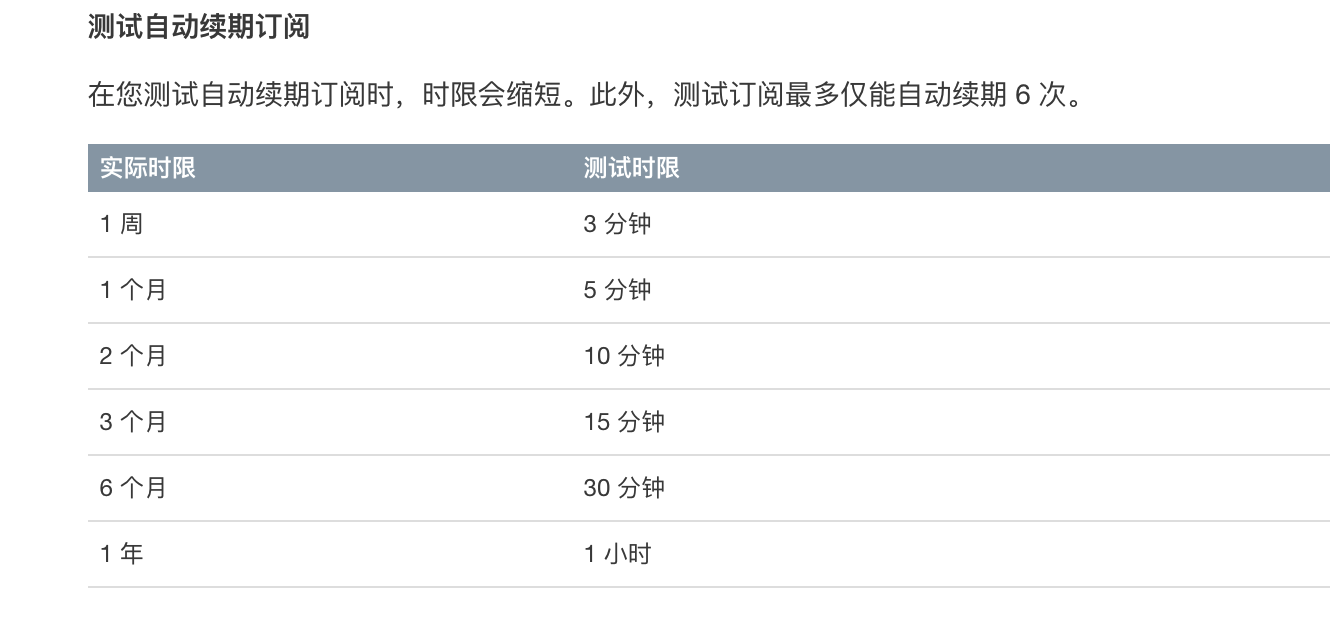 测试自动续期订阅
在您测试自动续期订阅时，时限会缩短。此外，测试订阅最多仅能自动续期 6 次。
实际时限 测试时限
1 周 3 分钟
1 个月 5 分钟
2 个月 10 分钟
3 个月 15 分钟
6 个月 30 分钟
1 年 1 小时